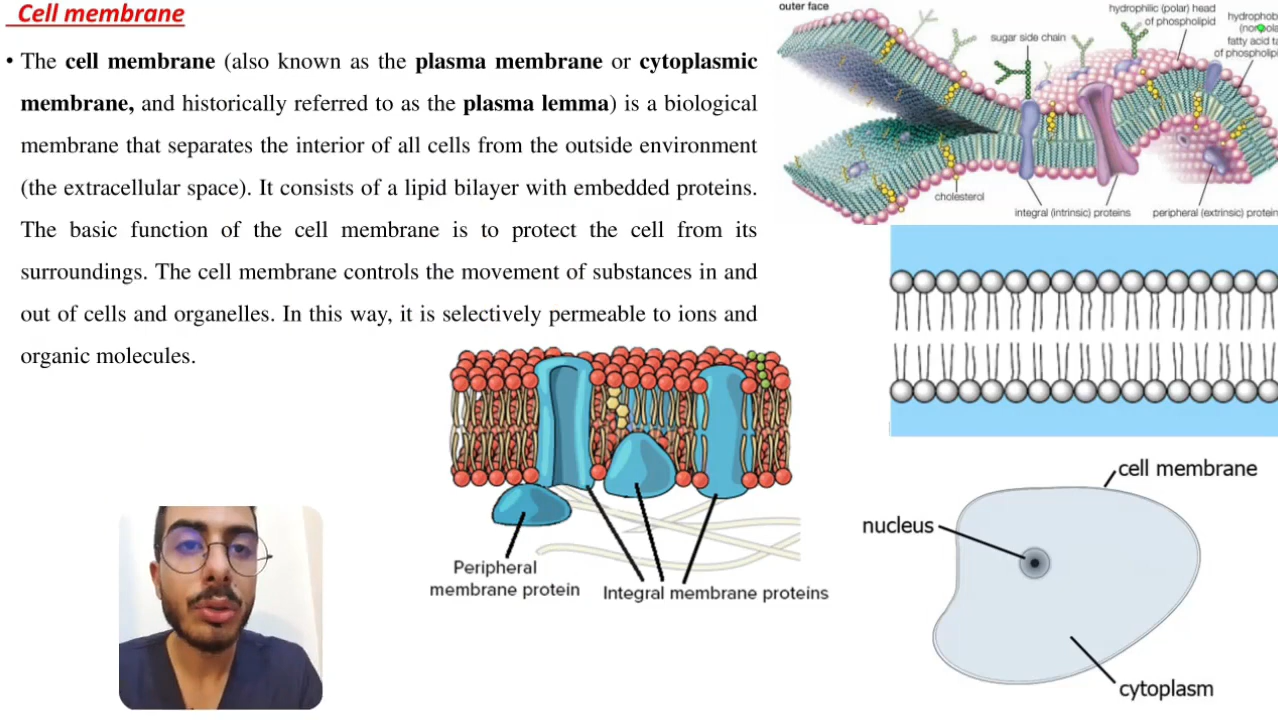 Cell membrane
• The cell membrane (also known as the plasma membrane or cytoplasmic
membrane, and historically referred to as the plasma lemma) is a biological
membrane that separates the interior of all cells from the outside environment
(the extracellular space). It consists of a lipid bilayer with embedded proteins.
The basic function of the cell membrane is to protect the cell from its
surroundings. The cell membrane controls the movement of substances in and
out of cells and organelles. In this way, it is selectively permeable to ions and
organic molecules.
outer face
sugar side chain
hydrophilic (polar) head
of phospholipid
fatty acid
of
cholesterol
integral (intrinsic) proteins
peripheral (extrinsic)
Peripheral
membrane protein
Integral membrane proteins
cell membrane
nucleus
cytoplasm